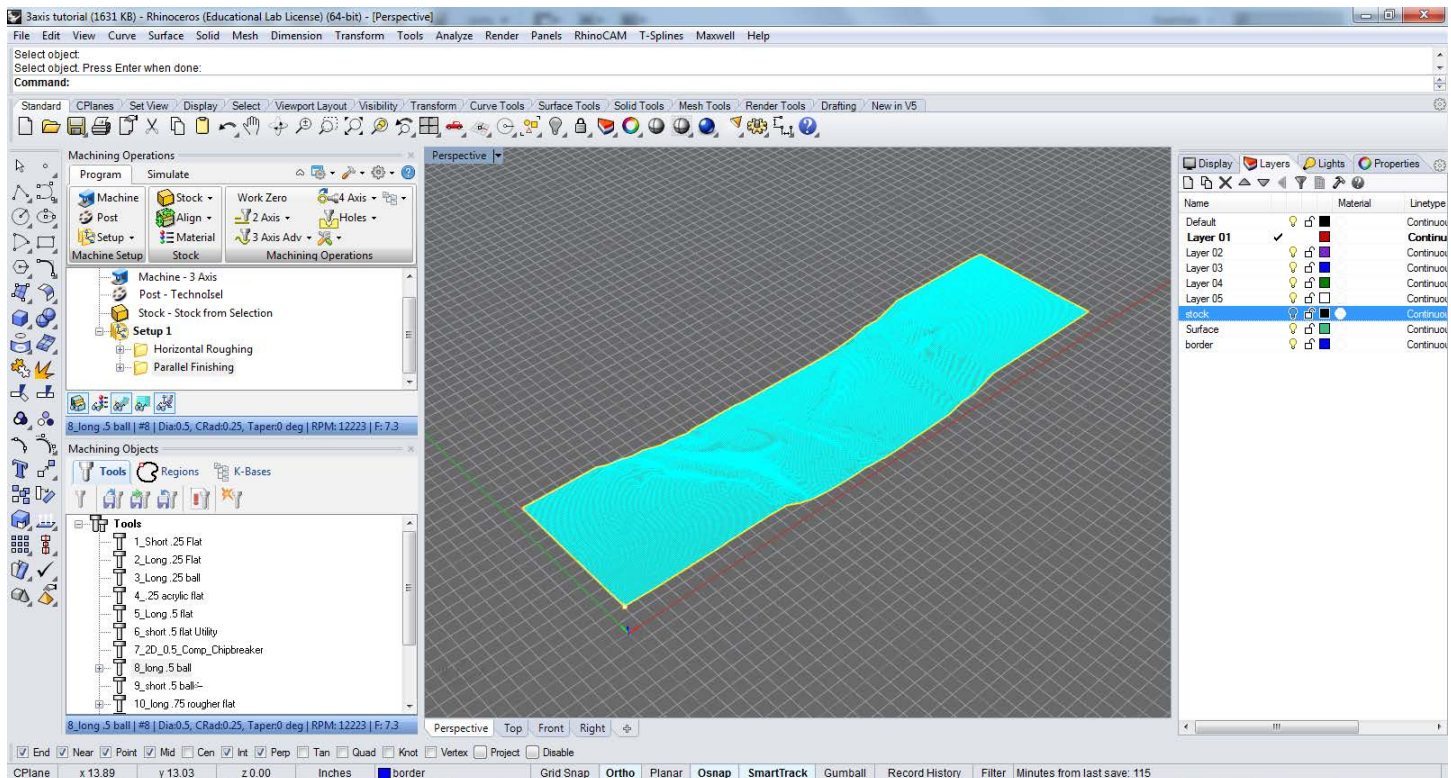 3axis tutorial (1631 KB) - Rhinoceros (Educational Lab License) (64-bit) - [Perspective]
File Edit View Curve Surface Solid Mesh Dimension Transform Tools Analyze Render Panels RhinoCAM T-Splines Maxwell Help
Select object:
Select object. Press Enter when done:
Command:
Standard CPlanes Set View Display Select Viewport Layout Visibility Transform Curve Tools Surface Tools Solid Tools Mesh Tools Render Tools Drafting New in V5
Machining Operations
Program Simulate
Machine Stock Work Zero 4 Axis
Post Align 2 Axis Holes
Setup Material 3 Axis Adv
Machine Setup Stock Machining Operations
Machine - 3 Axis
Post - TechnoIsel
Stock - Stock from Selection
Setup 1
Horizontal Roughing
Parallel Finishing
8_long .5 ball | #8 | Dia:0.5, CRad:0.25, Taper:0 deg | RPM: 12223 | F: 7.3
Machining Objects
Tools Regions K-Bases
Tools
1_Short .25 Flat
2_Long .25 Flat
3_Long .25 ball
4_.25 acrylic flat
5_Long .5 flat
6_short .5 flat Utility
7_2D_0.5_Comp_Chipbreaker
8_long .5 ball
9_short .5 ball
10_long .75 rougher flat
8_long .5 ball | #8 | Dia:0.5, CRad:0.25, Taper:0 deg | RPM: 12223 | F: 7.3
Perspective
Perspective Top Front Right
Display Layers Lights Properties
Name Material Linetype
Default Continuou
Layer 01 Continu
Layer 02 Continuou
Layer 03 Continuou
Layer 04 Continuou
Layer 05 Continuou
stock Continuou
Surface Continuou
border Continuou
End Near Point Mid Cen Int Perp Tan Quad Knot Vertex Project Disable
CPlane x 13.89 y 13.03 z 0.00 Inches border Grid Snap Ortho Planar Osnap SmartTrack Gumball Record History Filter Minutes from last save: 115